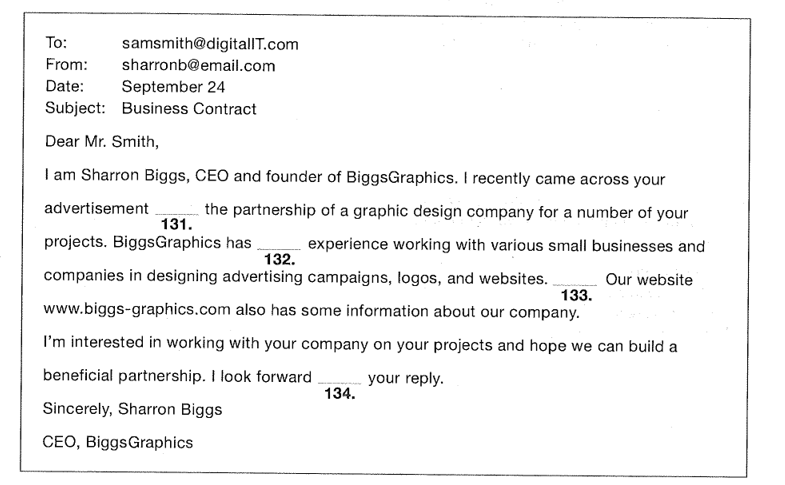 To: samsmith@digitalIT.com
From: sharronb@email.com
Date: September 24
Subject: Business Contract
Dear Mr. Smith,
I am Sharron Biggs, CEO and founder of BiggsGraphics. I recently came across your
advertisement ______ the partnership of a graphic design company for a number of your
131.
projects. BiggsGraphics has ______ experience working with various small businesses and
132.
companies in designing advertising campaigns, logos, and websites. ______ Our website
133.
www.biggs-graphics.com also has some information about our company.
I'm interested in working with your company on your projects and hope we can build a
beneficial partnership. I look forward ______ your reply.
134.
Sincerely, Sharron Biggs
CEO, BiggsGraphics